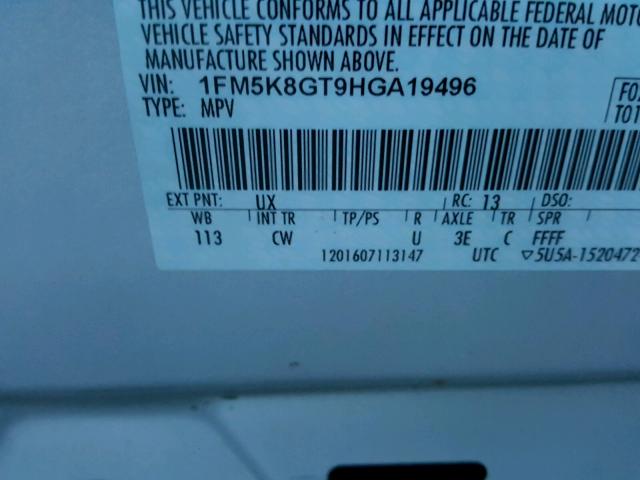 THIS VEHICLE CONFORMS TO ALL APPLICABLE FEDERAL MOTO
VEHICLE SAFETY STANDARDS IN EFFECT ON THE DATE OF
MANUFACTURE SHOWN ABOVE.
VIN: 1FM5K8GT9HGA19496
TYPE: MPV
EXT PNT: UX RC: 13 DSO:
WB INT TR TP/PS R AXLE TR SPR
113 CW U 3E C FFFF
1201607113147 UTC ▽5U5A-1520472